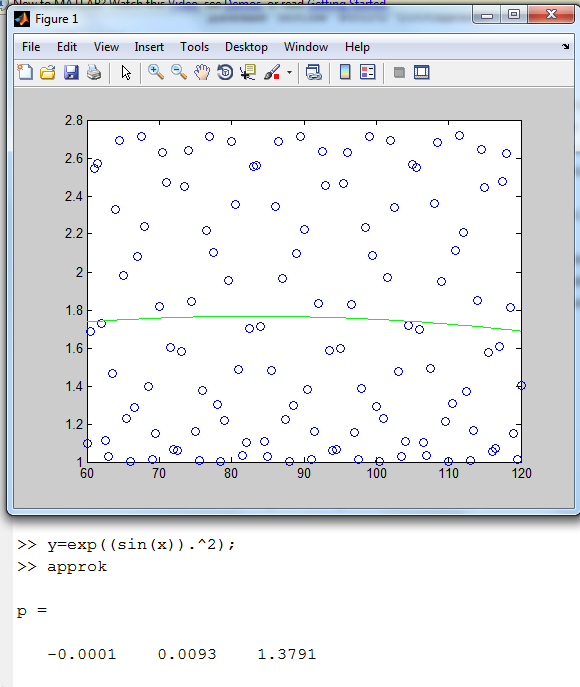 New to MATLAB? Watch this Video, see Demos, or read Getting Started.
Figure 1
File Edit View Insert Tools Desktop Window Help
2.8
2.6
2.4
2.2
2
1.8
1.6
1.4
1.2
1
60 70 80 90 100 110 120
>> y=exp((sin(x)).^2);
>> approk
p =
-0.0001 0.0093 1.3791